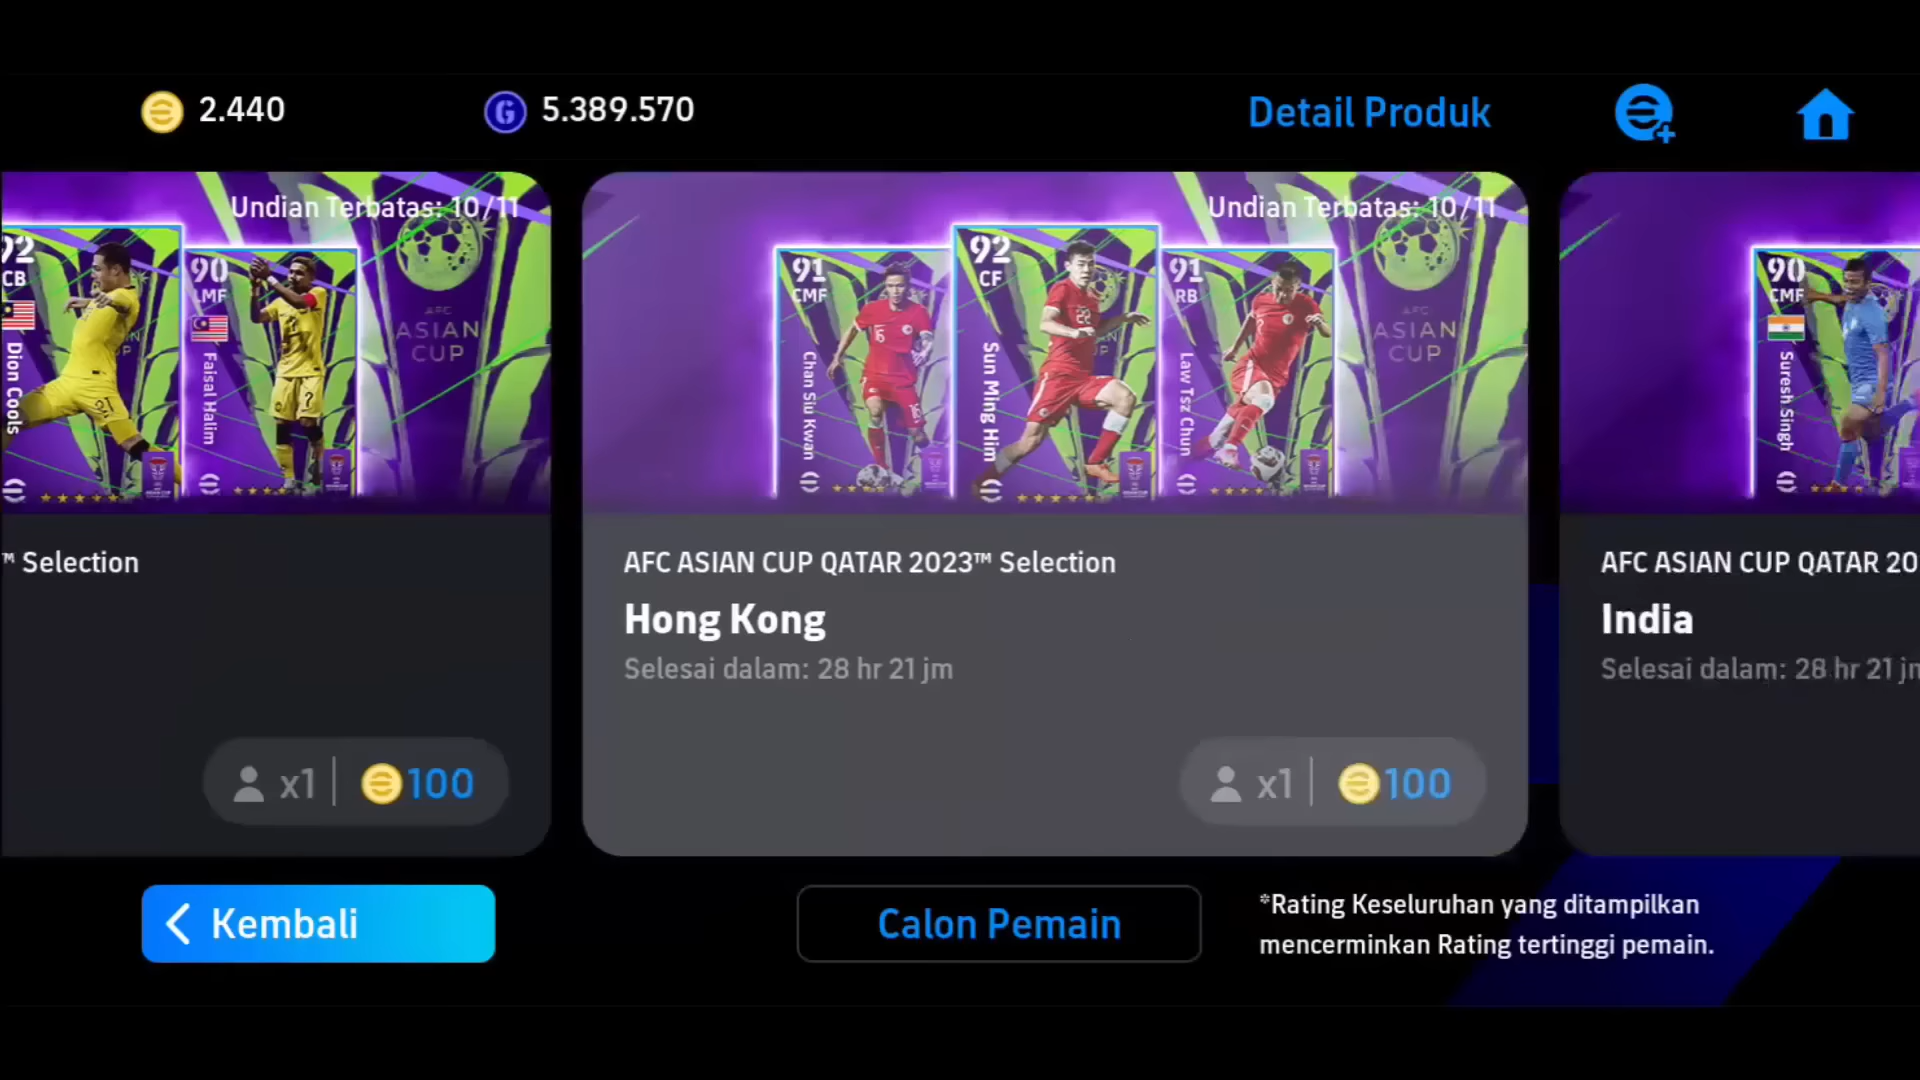 2.440
5.389.570
Detail Produk
Undian Terbatas: 10/11
92
CB
Dion Cools
90
LMF
Faisal Halim
AFC
ASIAN
CUP
™ Selection
x1
100
Undian Terbatas: 10/11
91
CMF
Chan Siu Kwan
92
CF
Sun Ming Him
91
RB
Law Tsz Chun
AFC
ASIAN
CUP
AFC ASIAN CUP QATAR 2023™ Selection
Hong Kong
Selesai dalam: 28 hr 21 jm
x1
100
90
CMF
Suresh Singh
AFC ASIAN CUP QATAR 20
India
Selesai dalam: 28 hr 21 jm
Kembali
Calon Pemain
*Rating Keseluruhan yang ditampilkan
mencerminkan Rating tertinggi pemain.